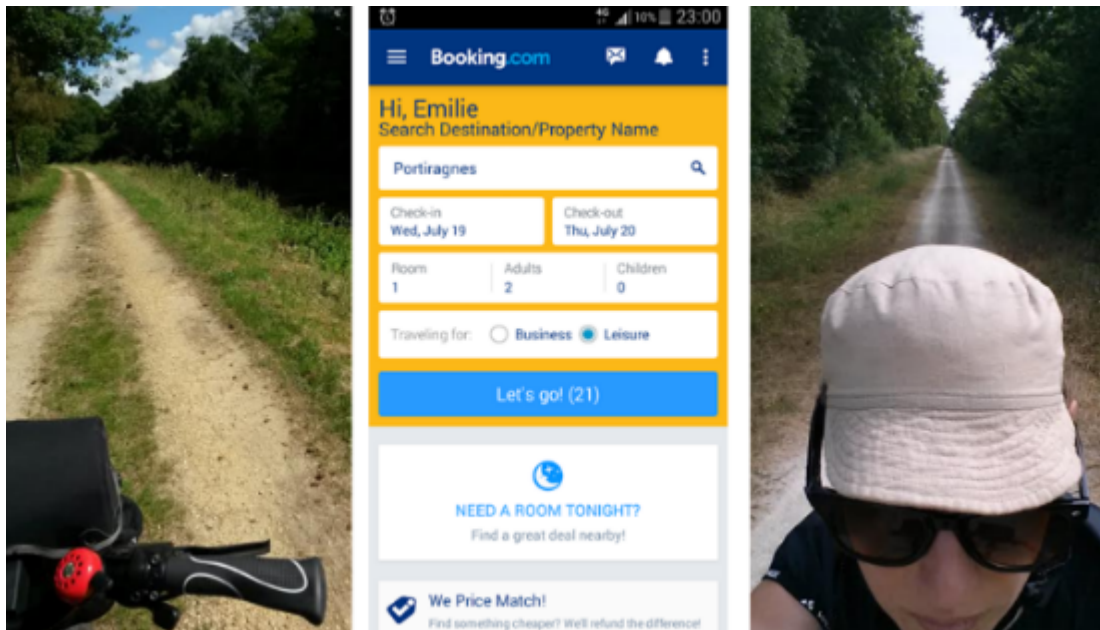 4G 10% 23:00
Booking.com
Hi, Emilie
Search Destination/Property Name
Portiragnes
Check-in Check-out
Wed, July 19 Thu, July 20
Room Adults Children
1 2 0
Traveling for: Business Leisure
Let's go! (21)
NEED A ROOM TONIGHT?
Find a great deal nearby!
We Price Match!
Find something cheaper? We'll refund the difference!